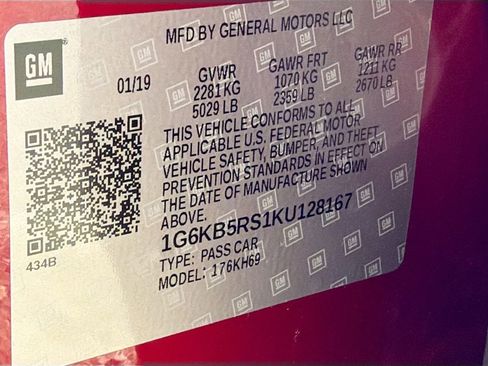 GM
MFD BY GENERAL MOTORS LLC
01/19 GVWR GAWR FRT GAWR RR
2281 KG 1070 KG 1211 KG
5029 LB 2359 LB 2670 LB
THIS VEHICLE CONFORMS TO ALL
APPLICABLE U.S. FEDERAL MOTOR
VEHICLE SAFETY, BUMPER, AND THEFT
PREVENTION STANDARDS IN EFFECT ON
THE DATE OF MANUFACTURE SHOWN
ABOVE.
1G6KB5RS1KU128167
TYPE: PASS CAR
MODEL: 176KH69
434B